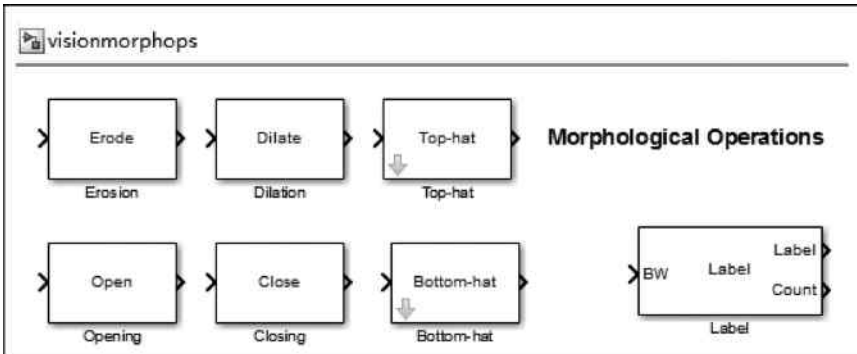 visionmorphops
Erode
Dilate
Top-hat
Morphological Operations
Erosion
Dilation
Top-hat
Open
Close
Bottom-hat
BW
Label
Label
Count
Opening
Closing
Bottom-hat
Label